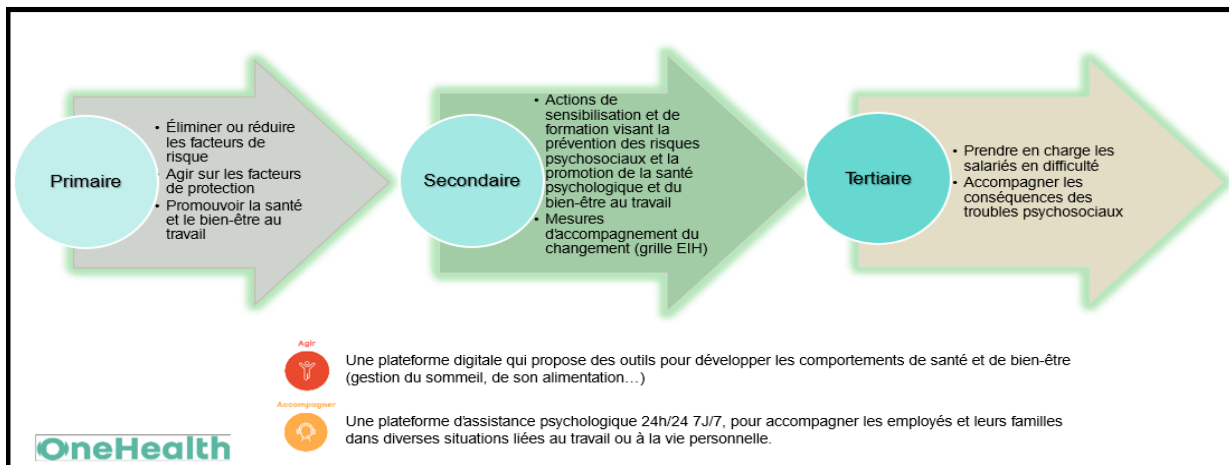 Primaire
• Éliminer ou réduire
les facteurs de
risque
• Agir sur les facteurs
de protection
• Promouvoir la santé
et le bien-être au
travail
Secondaire
• Actions de
sensibilisation et de
formation visant la
prévention des risques
psychosociaux et la
promotion de la santé
psychologique et du
bien-être au travail
• Mesures
d'accompagnement du
changement (grille EIH)
Tertiaire
• Prendre en charge les
salariés en difficulté
• Accompagner les
conséquences des
troubles psychosociaux
Agir
Une plateforme digitale qui propose des outils pour développer les comportements de santé et de bien-être
(gestion du sommeil, de son alimentation…)
Accompagner
Une plateforme d'assistance psychologique 24h/24 7J/7, pour accompagner les employés et leurs familles
dans diverses situations liées au travail ou à la vie personnelle.
OneHealth